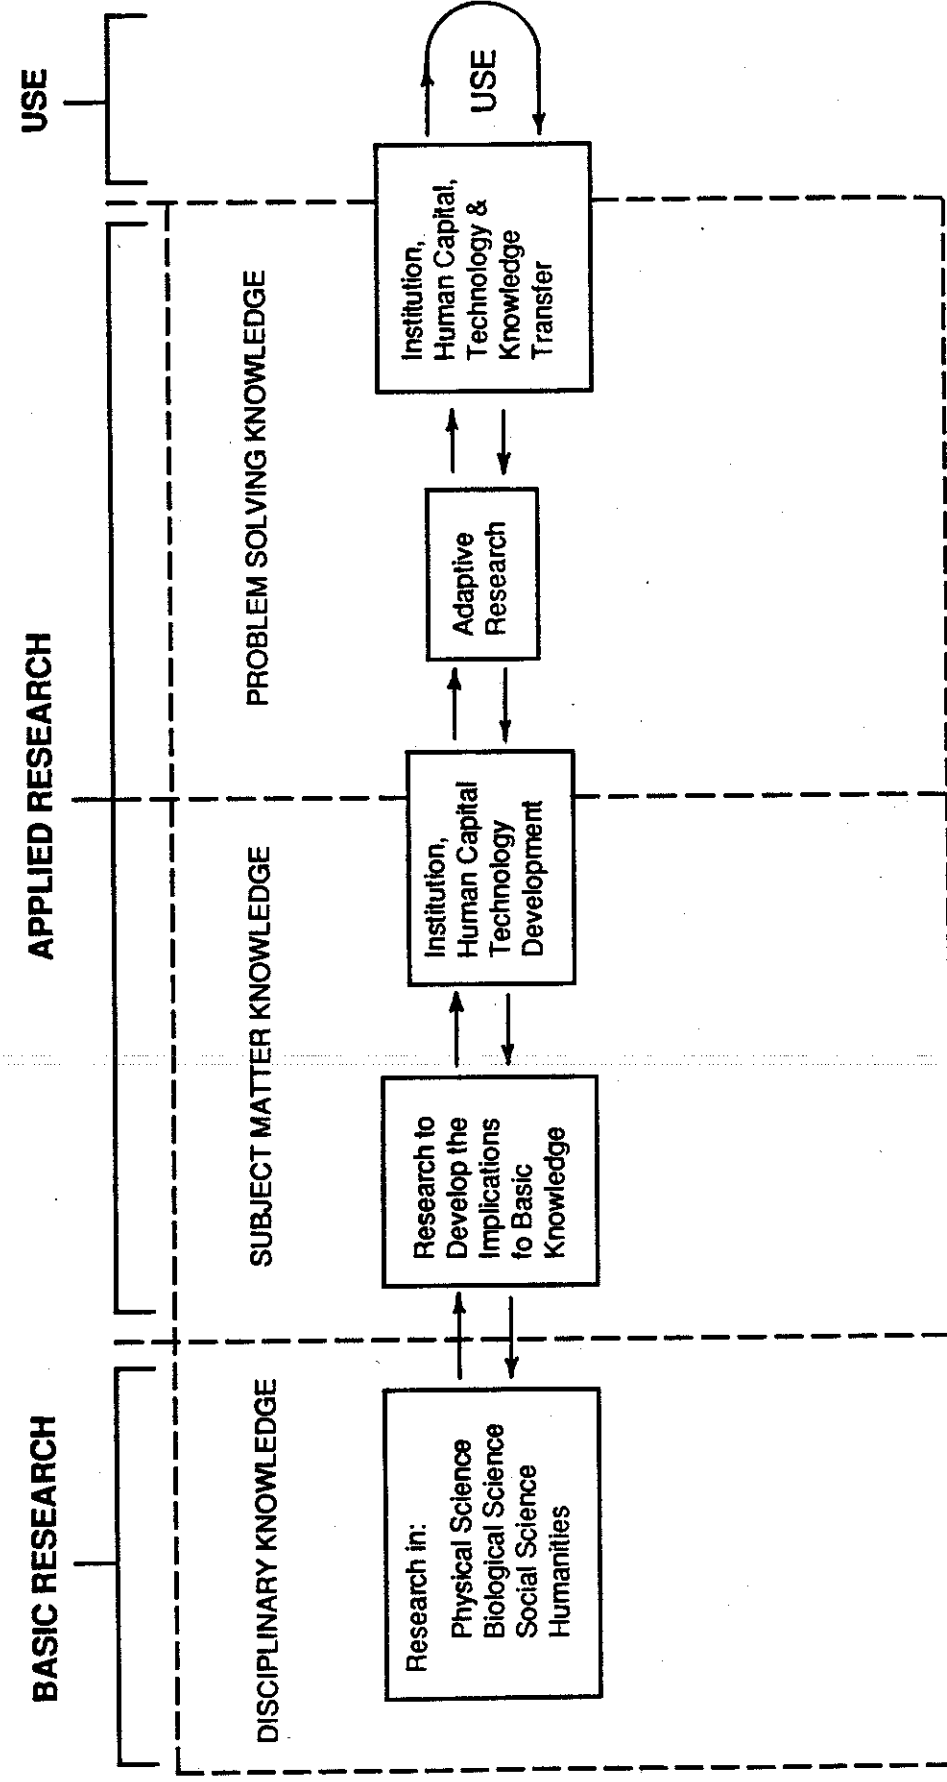 BASIC RESEARCH
APPLIED RESEARCH
USE
DISCIPLINARY KNOWLEDGE
SUBJECT MATTER KNOWLEDGE
PROBLEM SOLVING KNOWLEDGE
Research in:
Physical Science
Biological Science
Social Science
Humanities
Research to
Develop the
Implications
to Basic
Knowledge
Institution,
Human Capital
Technology
Development
Adaptive
Research
Institution,
Human Capital,
Technology &
Knowledge
Transfer
USE